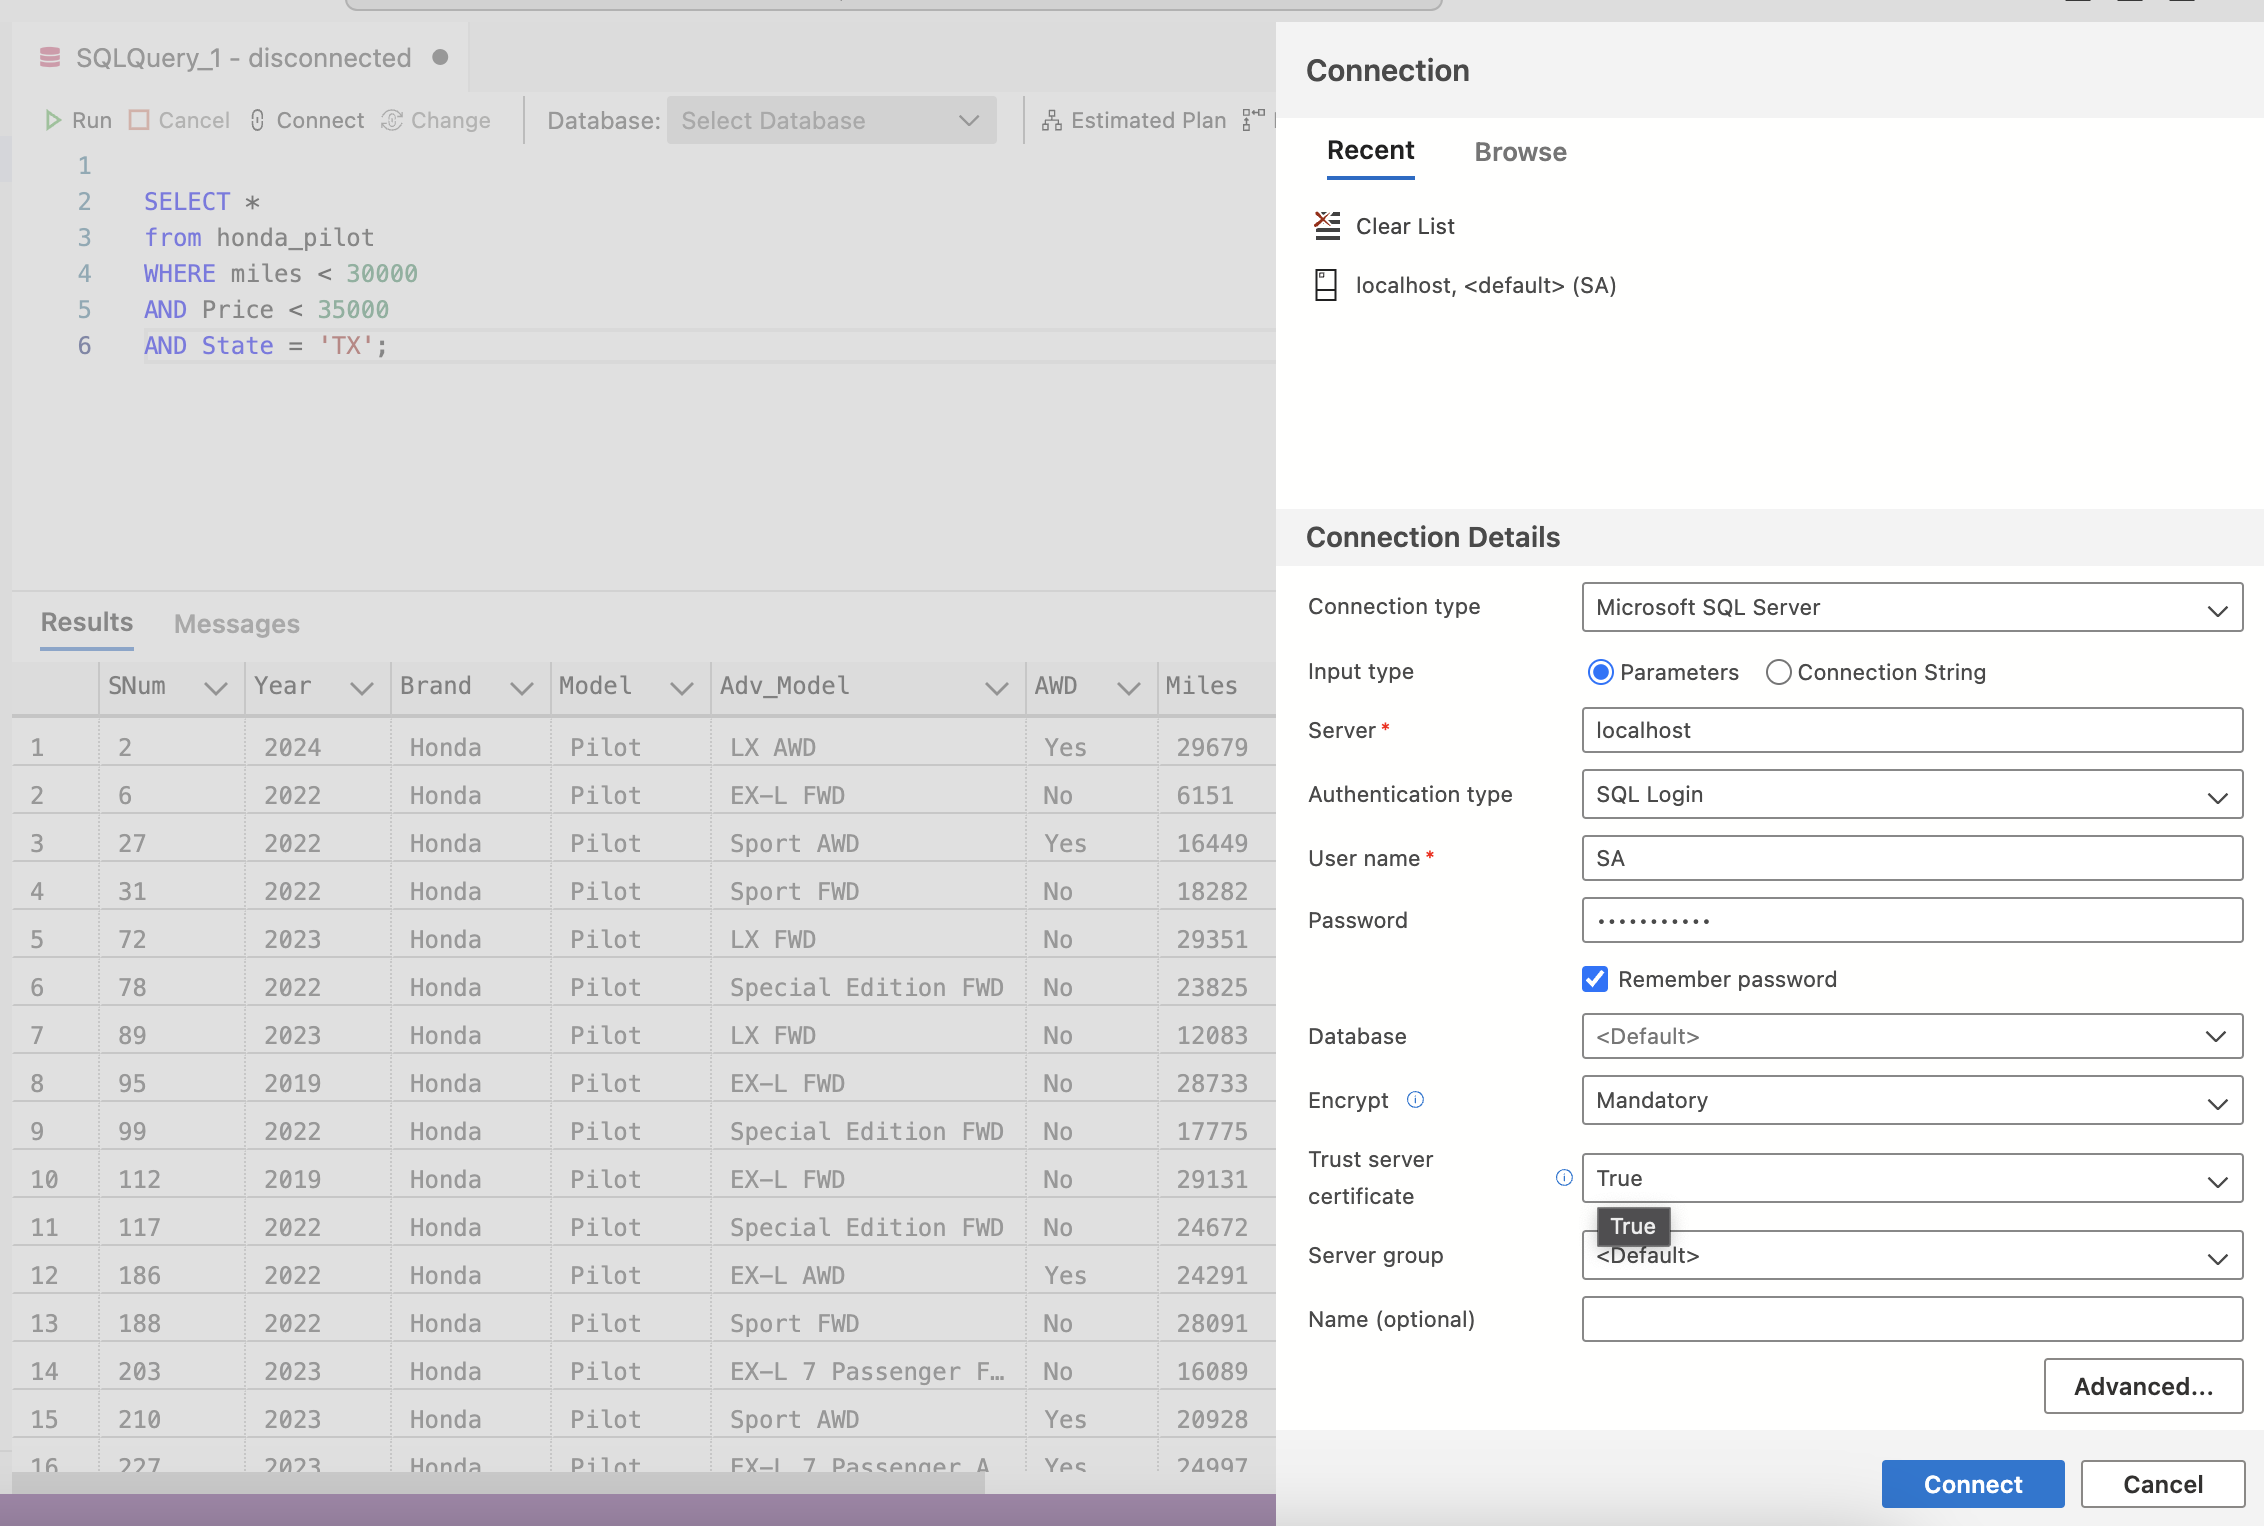 SQLQuery_1 - disconnected
Run Cancel Connect Change Database: Select Database Estimated Plan
1
2 SELECT *
3 from honda_pilot
4 WHERE miles < 30000
5 AND Price < 35000
6 AND State = 'TX';
Results Messages
SNum Year Brand Model Adv_Model AWD Miles
1 2 2024 Honda Pilot LX AWD Yes 29679
2 6 2022 Honda Pilot EX-L FWD No 6151
3 27 2022 Honda Pilot Sport AWD Yes 16449
4 31 2022 Honda Pilot Sport FWD No 18282
5 72 2023 Honda Pilot LX FWD No 29351
6 78 2022 Honda Pilot Special Edition FWD No 23825
7 89 2023 Honda Pilot LX FWD No 12083
8 95 2019 Honda Pilot EX-L FWD No 28733
9 99 2022 Honda Pilot Special Edition FWD No 17775
10 112 2019 Honda Pilot EX-L FWD No 29131
11 117 2022 Honda Pilot Special Edition FWD No 24672
12 186 2022 Honda Pilot EX-L AWD Yes 24291
13 188 2022 Honda Pilot Sport FWD No 28091
14 203 2023 Honda Pilot EX-L 7 Passenger F… No 16089
15 210 2023 Honda Pilot Sport AWD Yes 20928
16 227 2023 Honda Pilot EX-L 7 Passenger A Yes 24997
Connection
Recent Browse
Clear List
localhost, <default> (SA)
Connection Details
Connection type Microsoft SQL Server
Input type Parameters Connection String
Server * localhost
Authentication type SQL Login
User name * SA
Password •••••••••••
Remember password
Database <Default>
Encrypt Mandatory
Trust server
certificate
True
True
Server group <Default>
Name (optional)
Advanced...
Connect Cancel